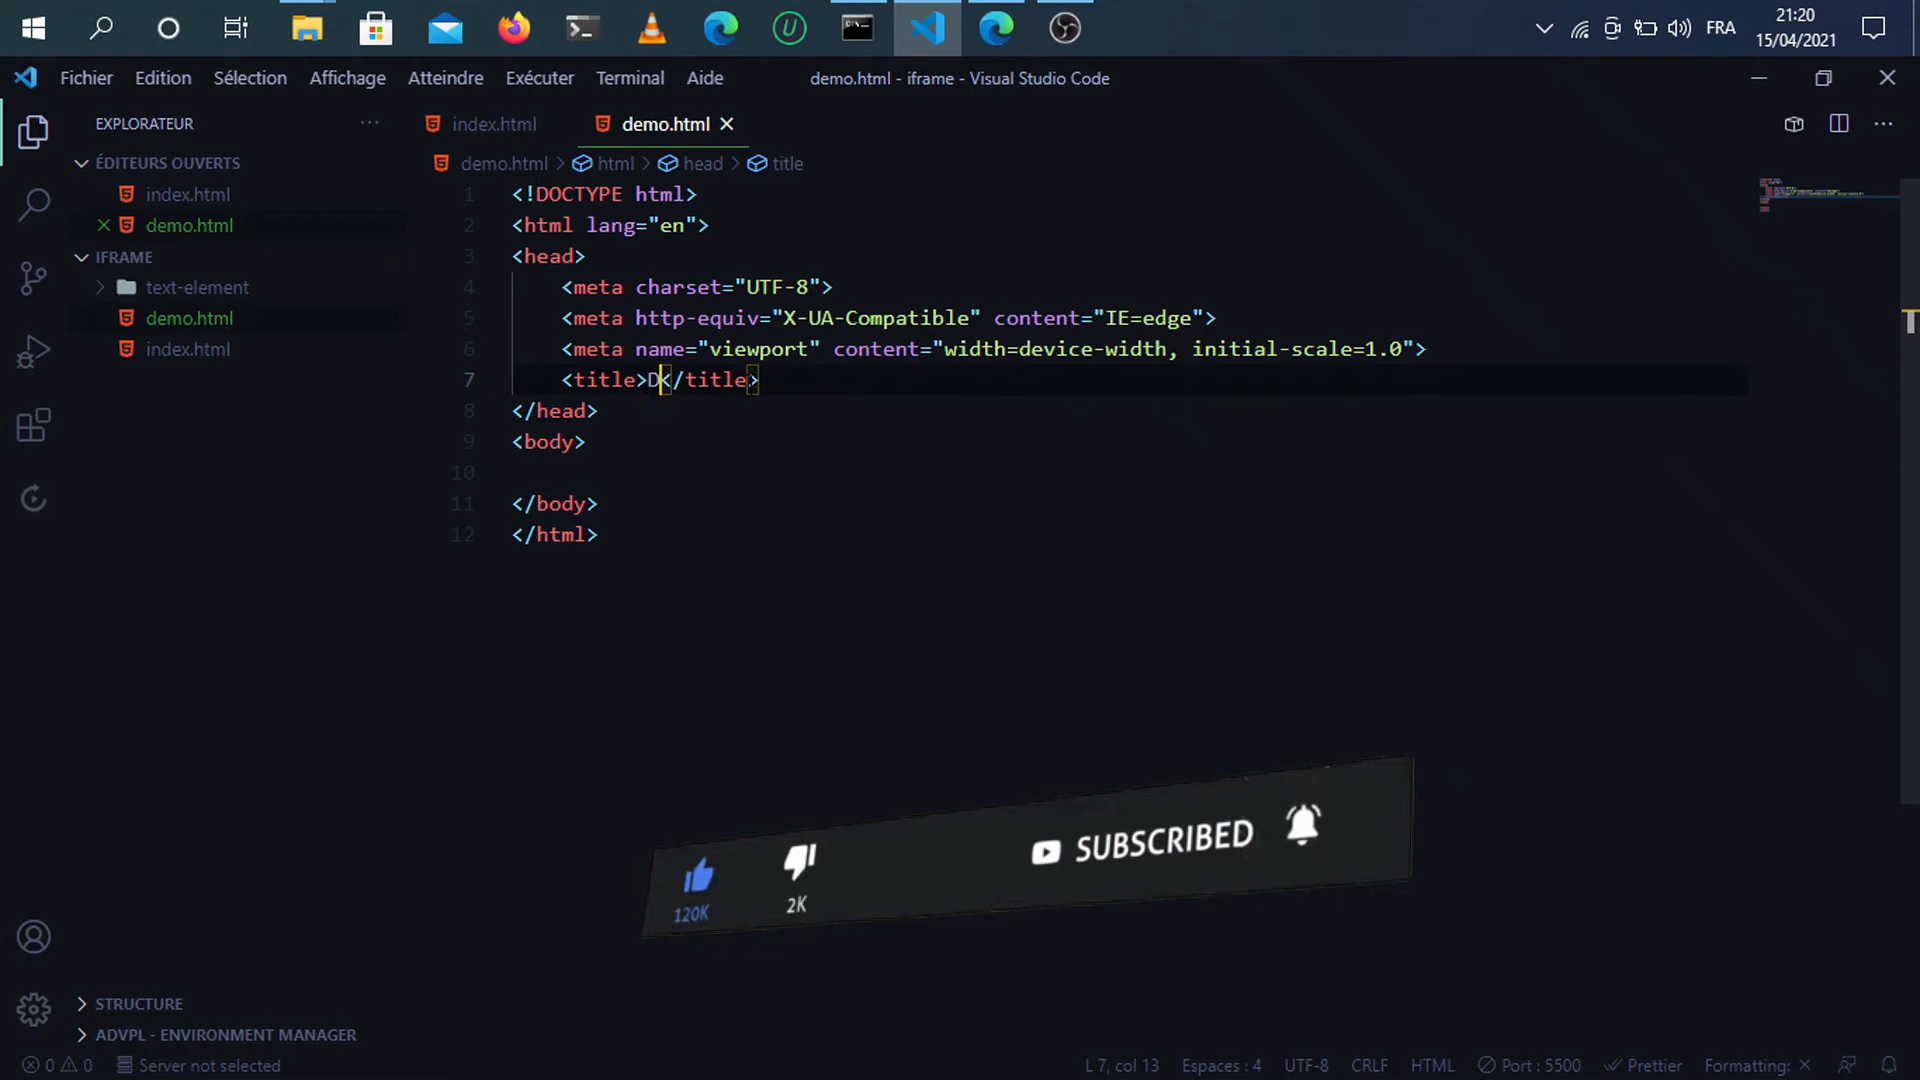 21:20
FRA
15/04/2021
Fichier Edition Sélection Affichage Atteindre Exécuter Terminal Aide demo.html - iframe - Visual Studio Code
EXPLORATEUR
index.html demo.html
ÉDITEURS OUVERTS
demo.html > html > head > title
index.html
demo.html
IFRAME
text-element
demo.html
index.html
1 <!DOCTYPE html>
2 <html lang="en">
3 <head>
4 <meta charset="UTF-8">
5 <meta http-equiv="X-UA-Compatible" content="IE=edge">
6 <meta name="viewport" content="width=device-width, initial-scale=1.0">
7 <title>D</title>
8 </head>
9 <body>
10
11 </body>
12 </html>
SUBSCRIBED
120K
2K
STRUCTURE
ADVPL - ENVIRONMENT MANAGER
0 0 Server not selected L 7, col 13 Espaces : 4 UTF-8 CRLF HTML Port : 5500 Prettier Formatting: ×